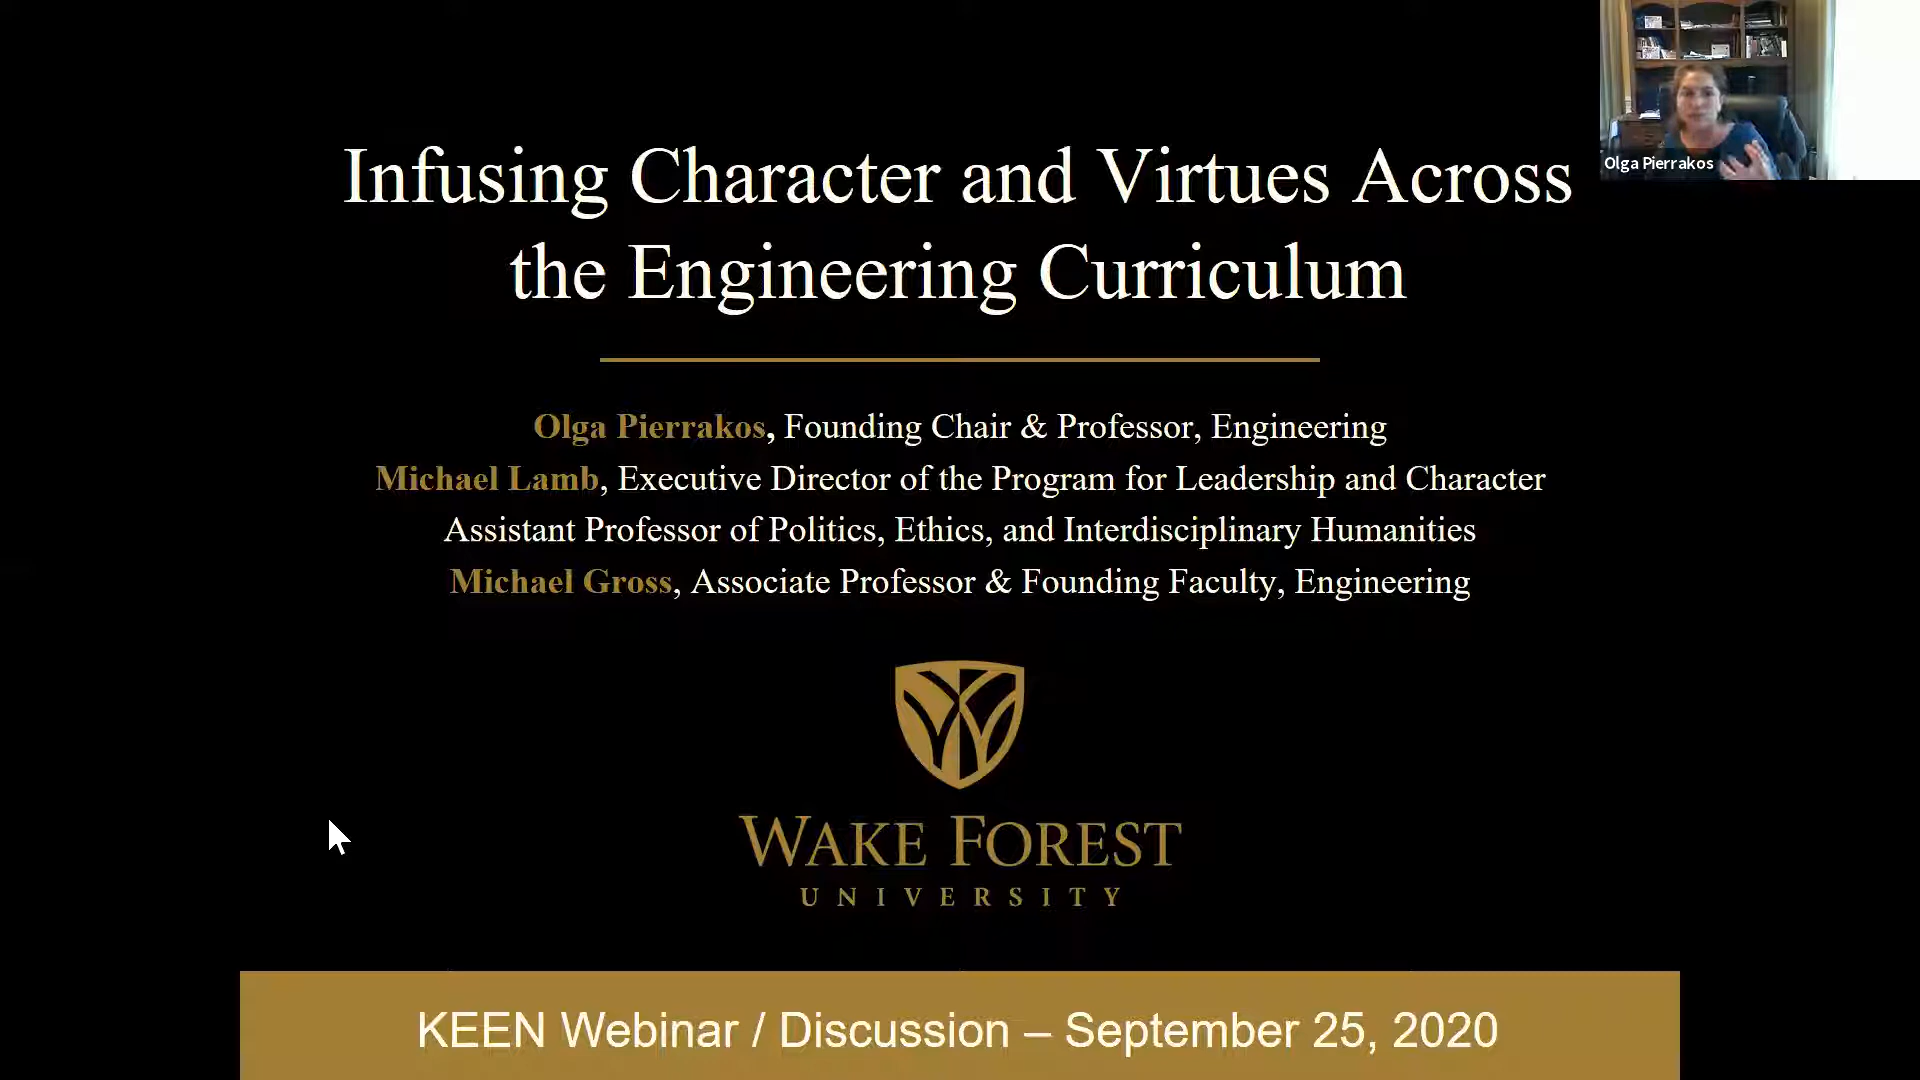 Infusing Character and Virtues Across
the Engineering Curriculum
Olga Pierrakos, Founding Chair & Professor, Engineering
Michael Lamb, Executive Director of the Program for Leadership and Character
Assistant Professor of Politics, Ethics, and Interdisciplinary Humanities
Michael Gross, Associate Professor & Founding Faculty, Engineering
WAKE FOREST
UNIVERSITY
KEEN Webinar / Discussion – September 25, 2020
Olga Pierrakos